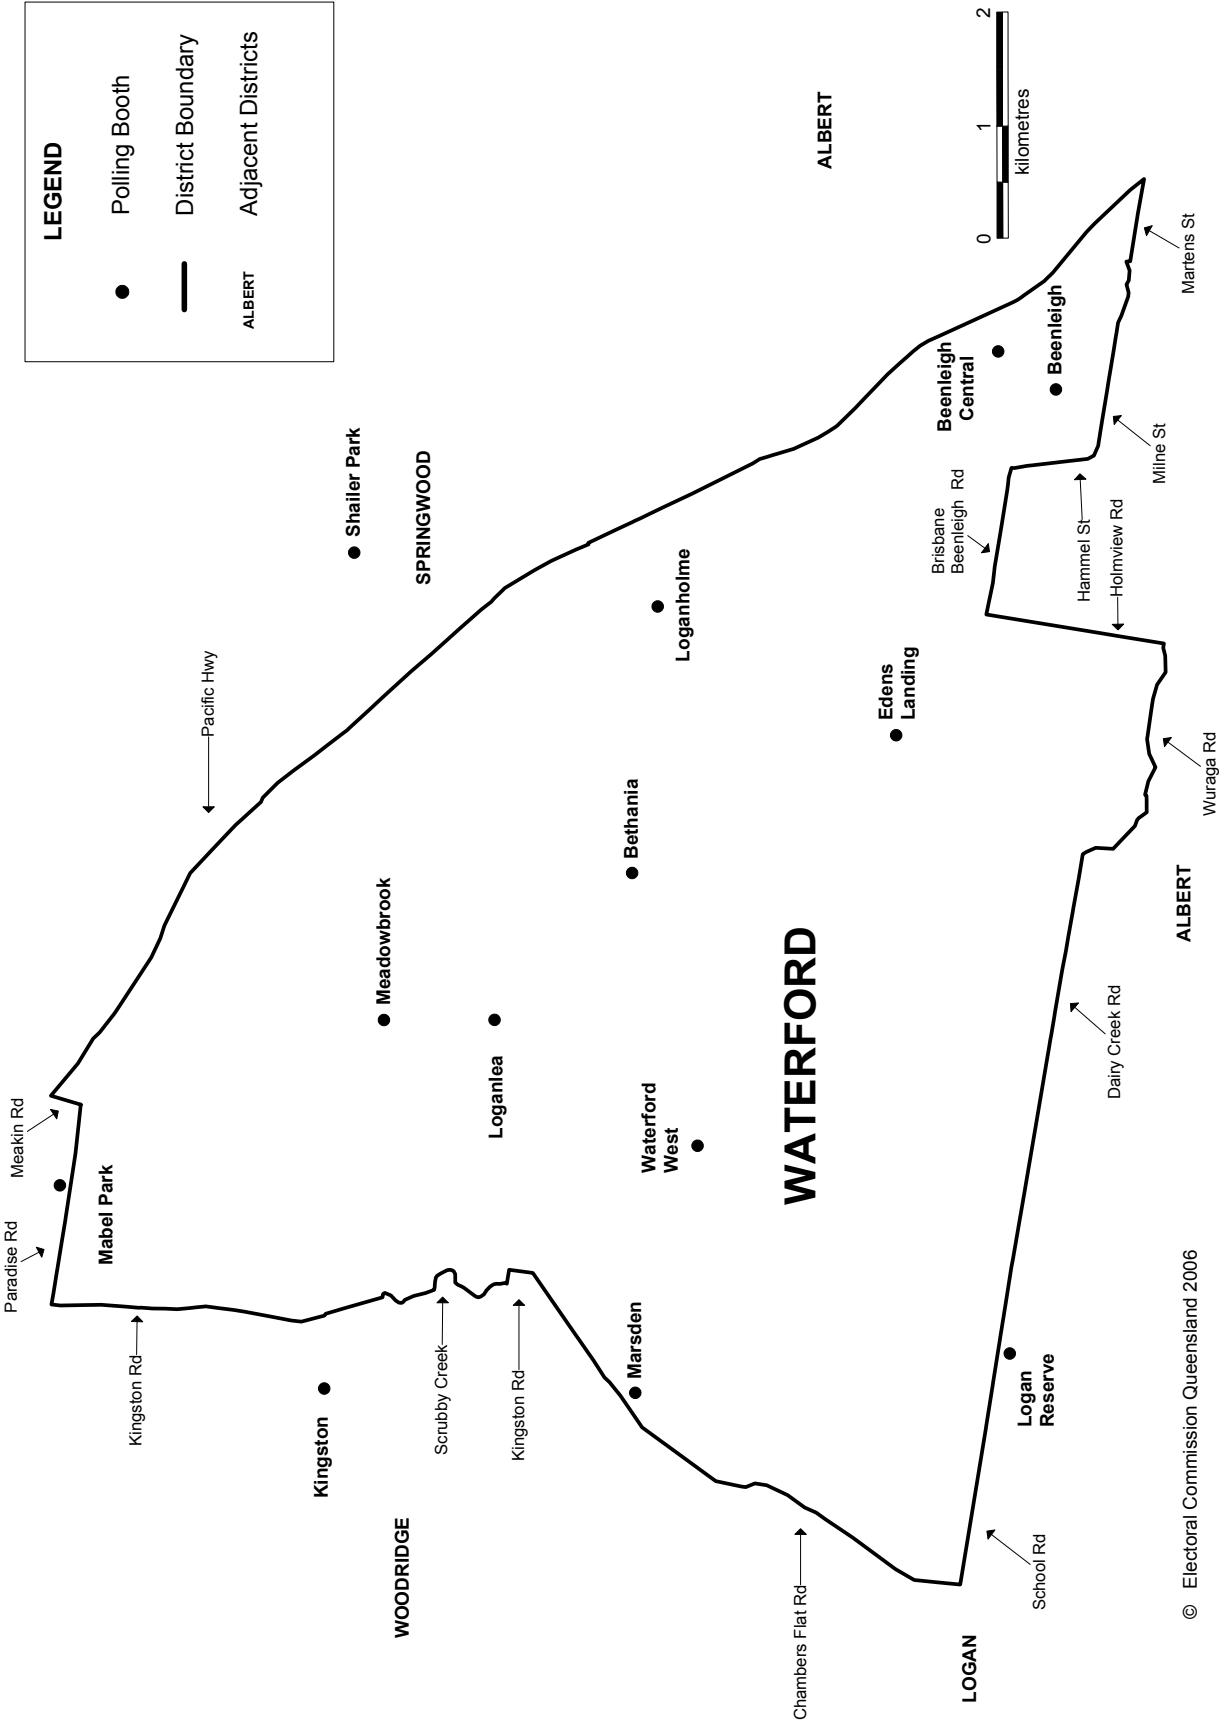 LEGEND
Polling Booth
District Boundary
ALBERT Adjacent Districts
Paradise Rd
Meakin Rd
Mabel Park
Pacific Hwy
Shailer Park
SPRINGWOOD
ALBERT
Kingston Rd
Kingston
WOODRIDGE
Scrubby Creek
Kingston Rd
Meadowbrook
Loganlea
Marsden
Waterford
West
Bethania
Loganholme
WATERFORD
Edens
Landing
Beenleigh
Central
Beenleigh
Brisbane
Beenleigh Rd
Hammel St
Holmview Rd
Milne St
Martens St
0 1 2
kilometres
Chambers Flat Rd
LOGAN
School Rd
Logan
Reserve
Dairy Creek Rd
ALBERT
Wuraga Rd
© Electoral Commission Queensland 2006